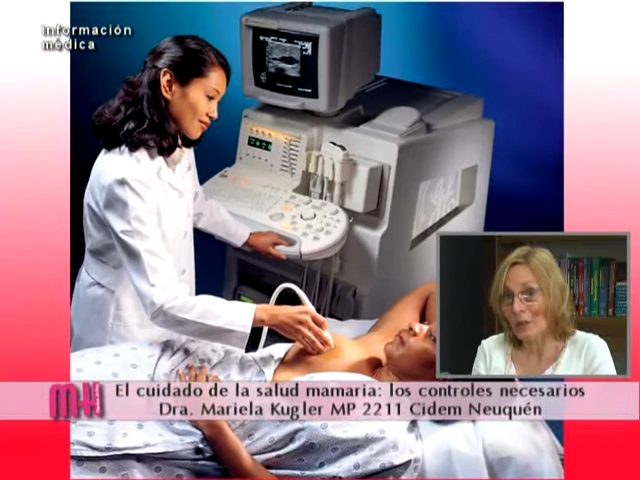 Información
médica
M+H
El cuidado de la salud mamaria: los controles necesarios
Dra. Mariela Kugler MP 2211 Cidem Neuquén